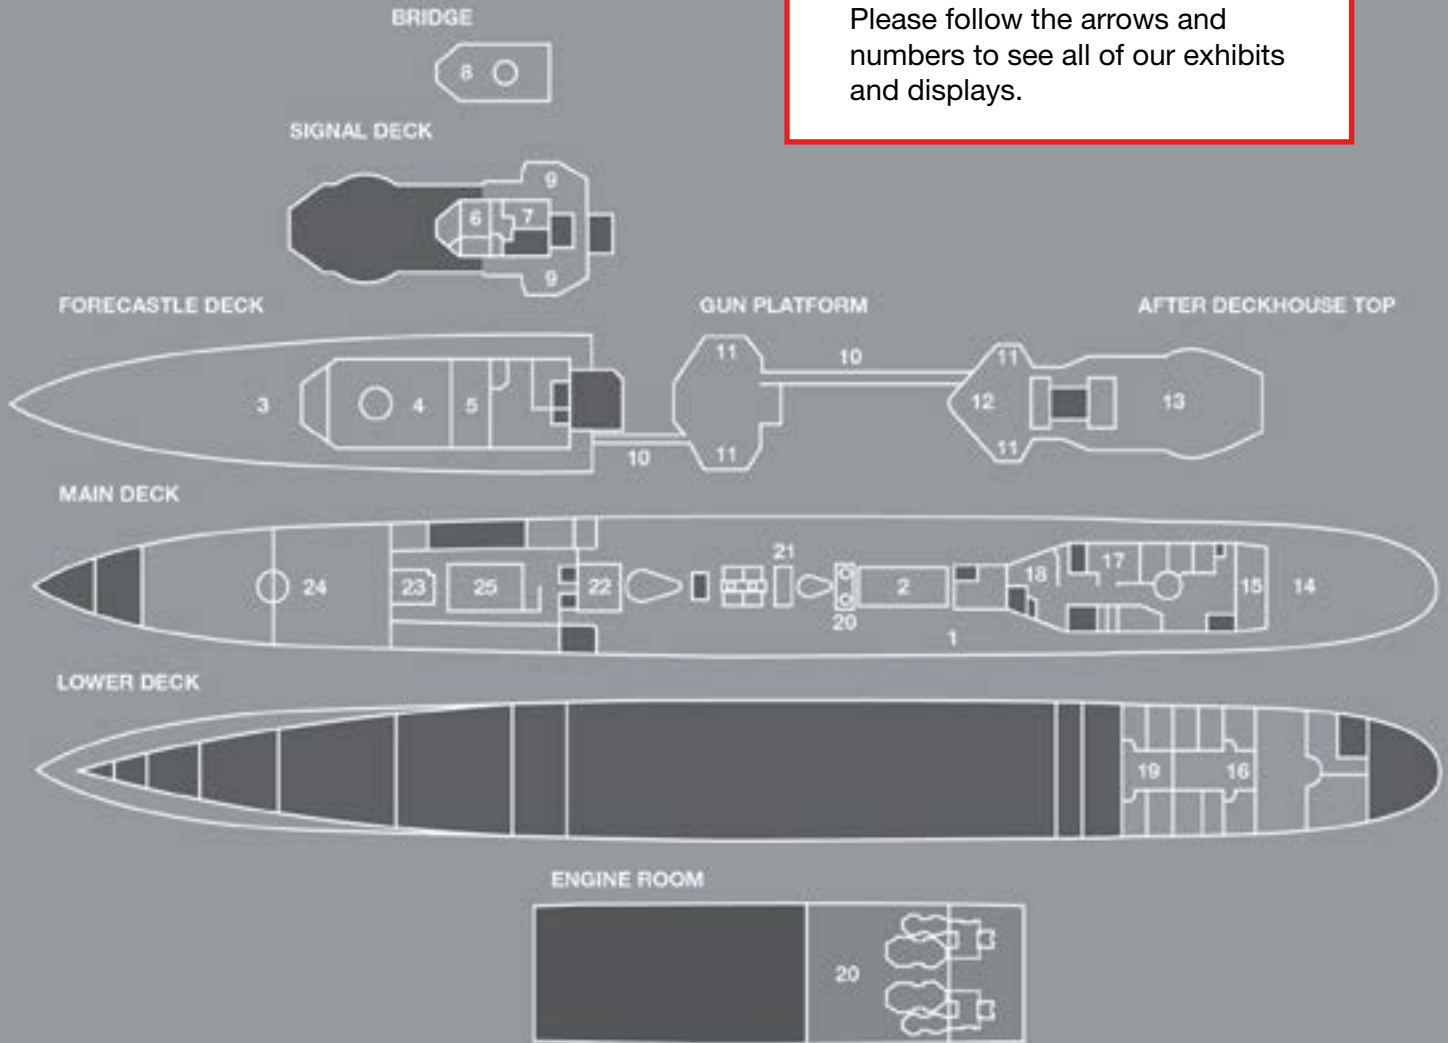 BRIDGE
Please follow the arrows and
numbers to see all of our exhibits
and displays.
8
SIGNAL DECK
9
6 7
9
FORECASTLE DECK GUN PLATFORM AFTER DECKHOUSE TOP
11 10 11
3 4 5 12 13
10 11 11
MAIN DECK
21 17
24 23 25 22 2 18 15 14
20 1
LOWER DECK
19 16
ENGINE ROOM
20